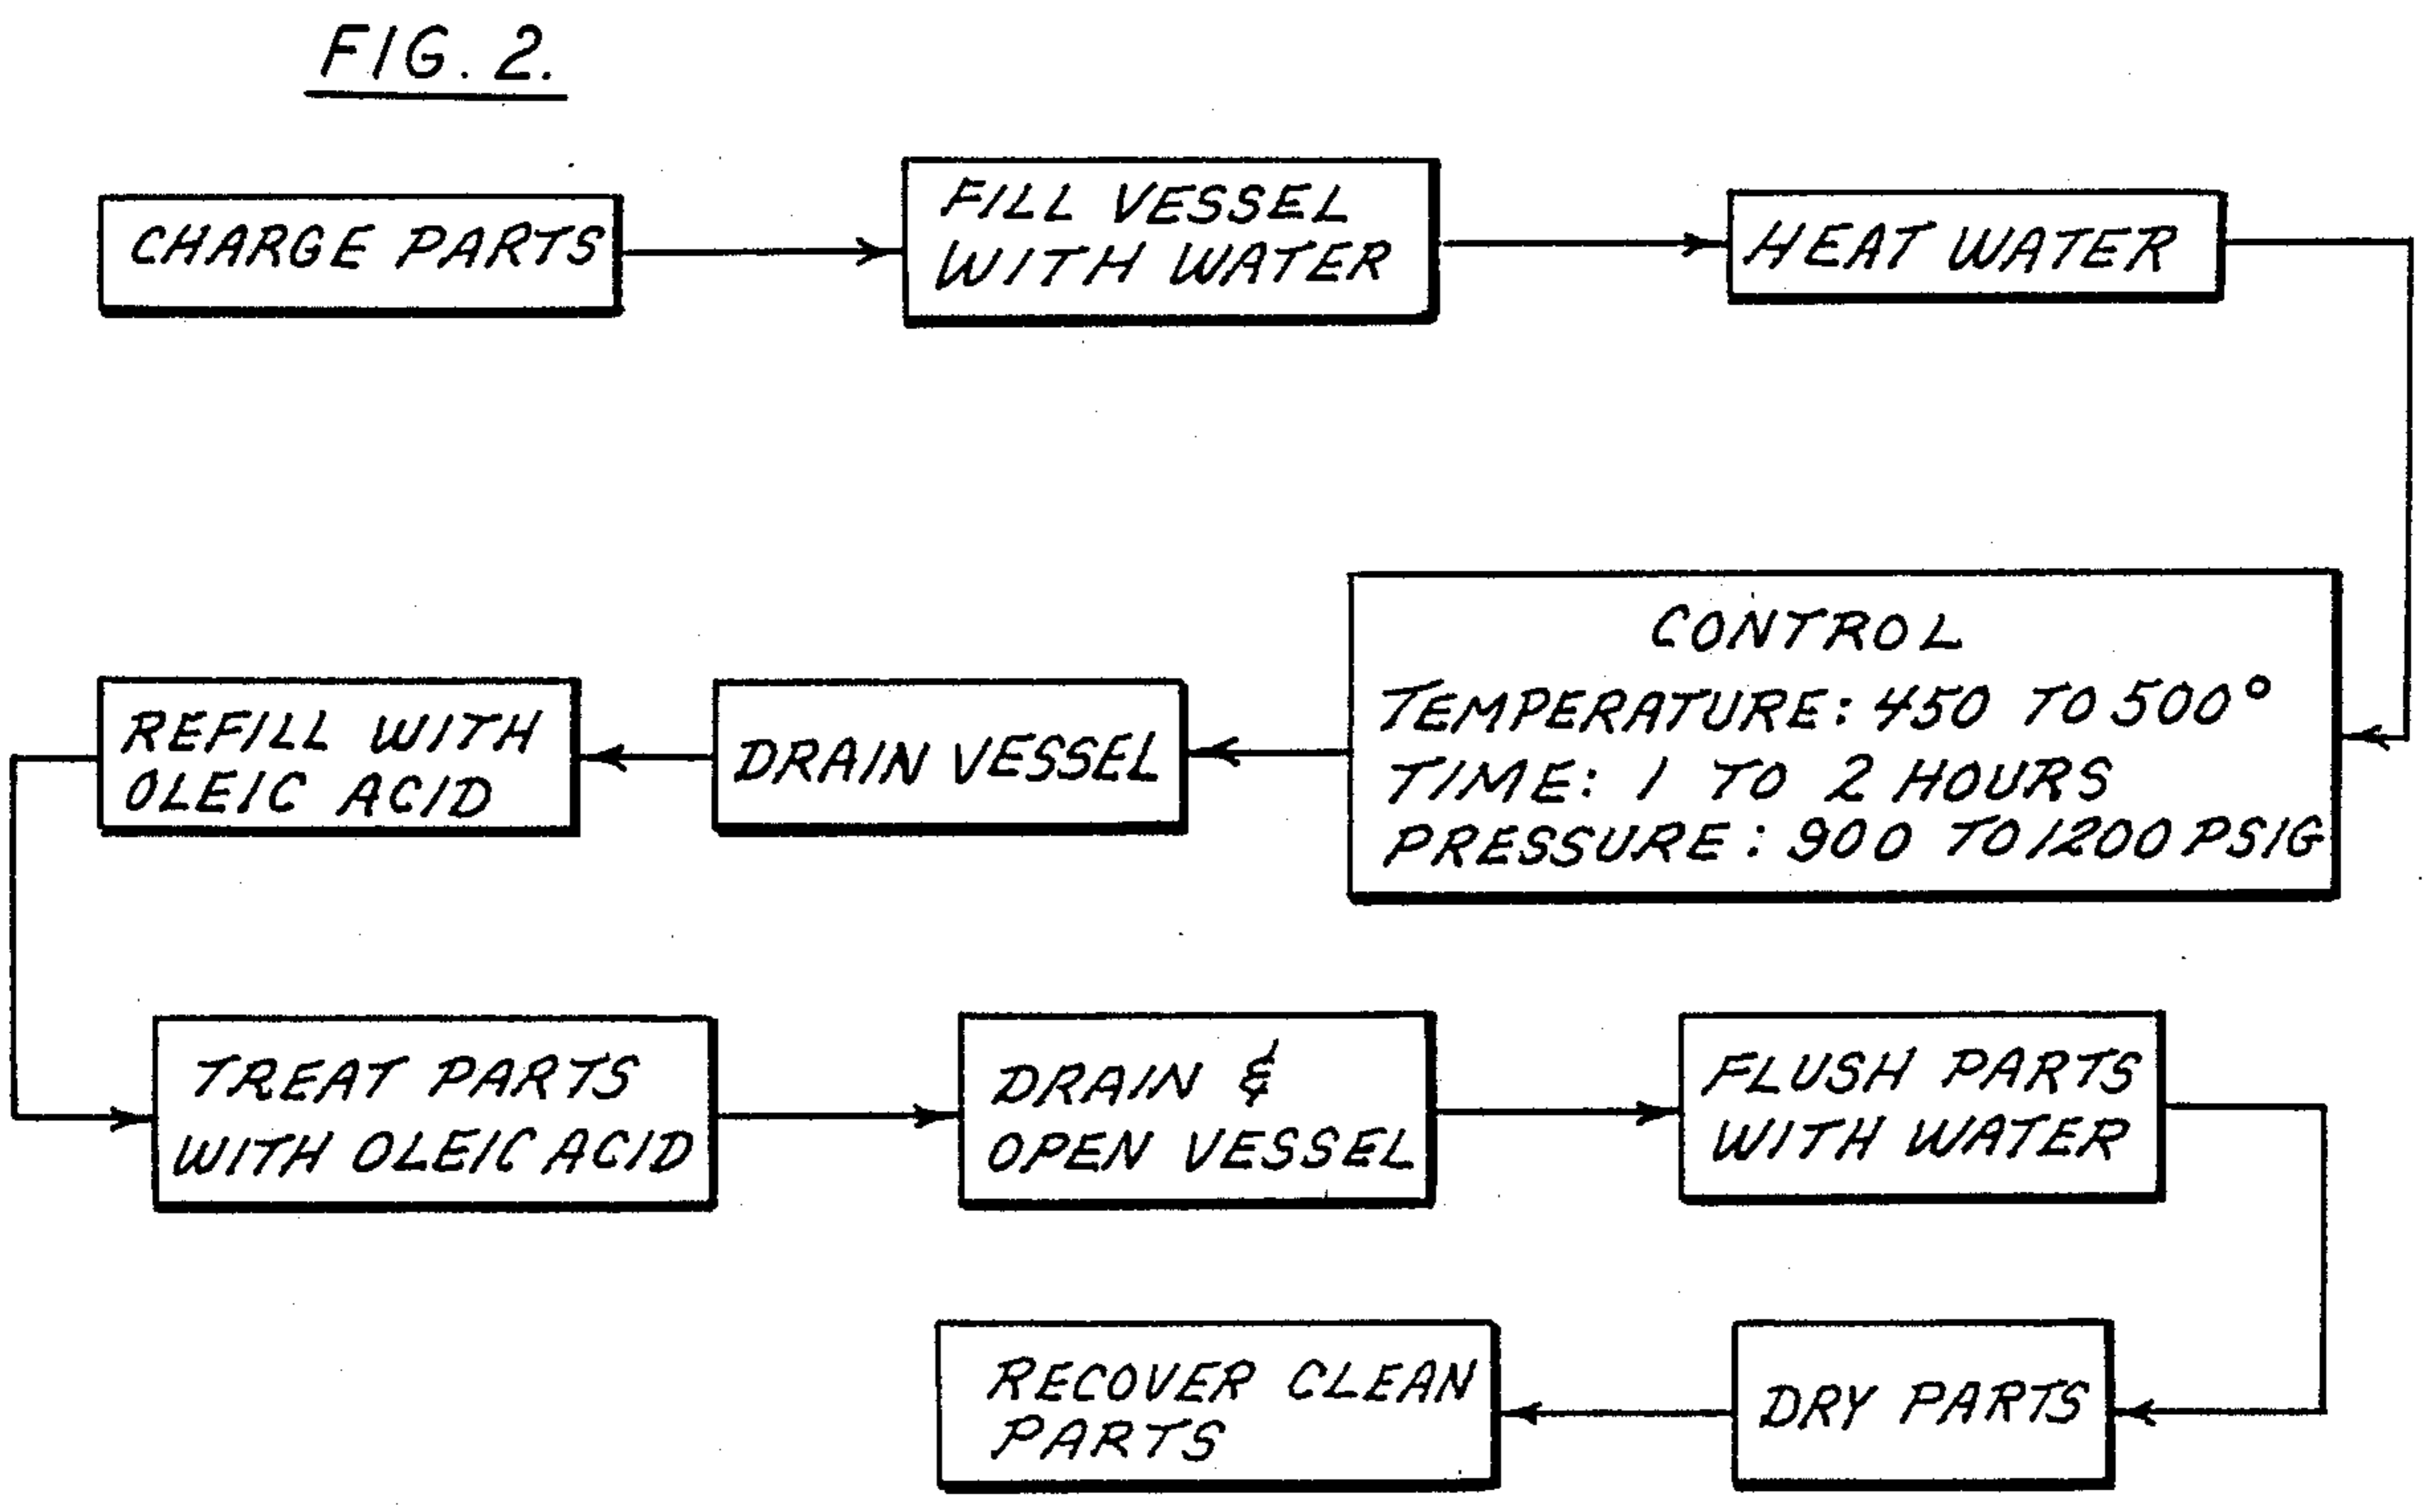 FIG. 2.
CHARGE PARTS
FILL VESSEL
WITH WATER
HEAT WATER
CONTROL
TEMPERATURE: 450 TO 500°
TIME: 1 TO 2 HOURS
PRESSURE: 900 TO 1200 PSIG
DRAIN VESSEL
REFILL WITH
OLEIC ACID
TREAT PARTS
WITH OLEIC ACID
DRAIN &
OPEN VESSEL
FLUSH PARTS
WITH WATER
DRY PARTS
RECOVER CLEAN
PARTS